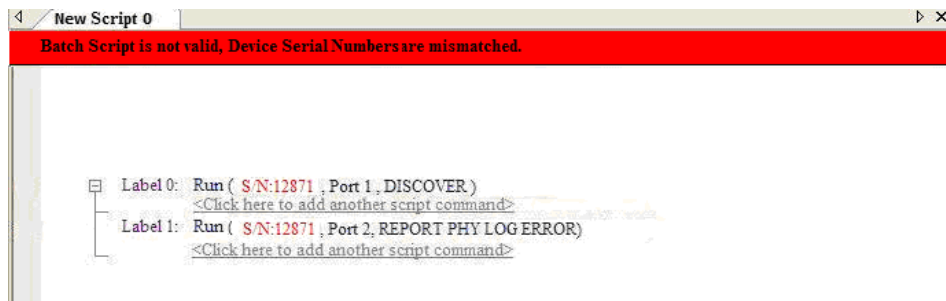 New Script 0
Batch Script is not valid, Device Serial Numbers are mismatched.
Label 0: Run ( S/N:12871 , Port 1 , DISCOVER )
<Click here to add another script command>
Label 1: Run ( S/N:12871 , Port 2, REPORT PHY LOG ERROR)
<Click here to add another script command>